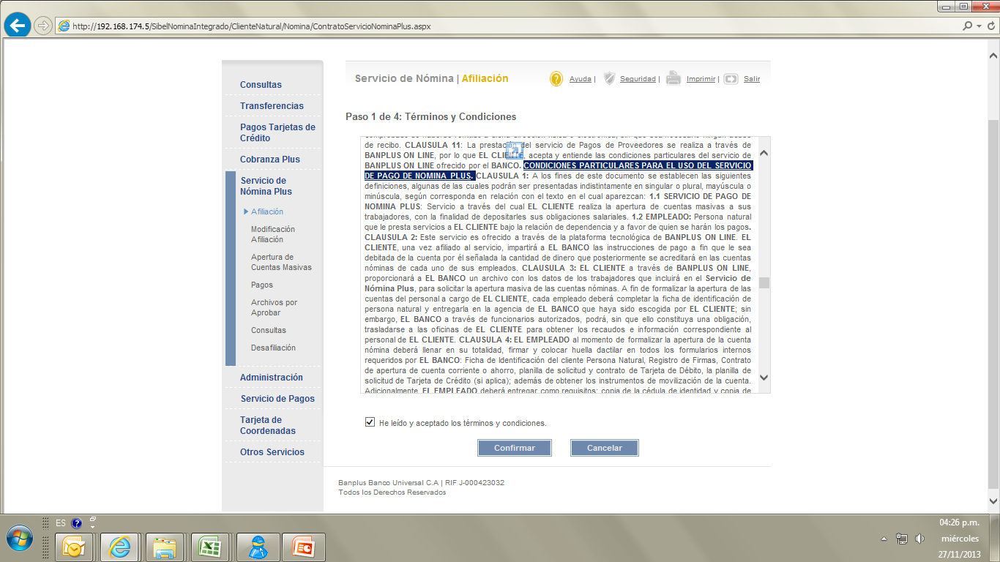 http://192.168.174.5/SibelNominaIntegrado/ClienteNatural/Nomina/ContratoServicioNominaPlus.aspx
Consultas
Transferencias
Pagos Tarjetas de
Crédito
Cobranza Plus
Servicio de
Nómina Plus
Afiliación
Modificación
Afiliación
Apertura de
Cuentas Masivas
Pagos
Archivos por
Aprobar
Consultas
Desafiliación
Administración
Servicio de Pagos
Tarjeta de
Coordenadas
Otros Servicios
Servicio de Nómina | Afiliación
Ayuda |
Seguridad |
Imprimir |
Salir
Paso 1 de 4: Términos y Condiciones
de recibo. CLAUSULA 11: La prestación del servicio de Pagos de Proveedores se realiza a través de
BANPLUS ON LINE, por lo que EL CLIENTE, acepta y entiende las condiciones particulares del servicio de
BANPLUS ON LINE ofrecido por el BANCO. CONDICIONES PARTICULARES PARA EL USO DEL SERVICIO
DE PAGO DE NOMINA PLUS. CLAUSULA 1: A los fines de este documento se establecen las siguientes
definiciones, algunas de las cuales podrán ser presentadas indistintamente en singular o plural, mayúscula o
minúscula, según corresponda en relación con el texto en el cual aparezcan: 1.1 SERVICIO DE PAGO DE
NOMINA PLUS: Servicio a través del cual EL CLIENTE realiza la apertura de cuentas masivas a sus
trabajadores, con la finalidad de depositarles sus obligaciones salariales. 1.2 EMPLEADO: Persona natural
que le presta servicios a EL CLIENTE bajo la relación de dependencia y a favor de quien se harán los pagos.
CLAUSULA 2: Este servicio es ofrecido a través de la plataforma tecnológica de BANPLUS ON LINE. EL
CLIENTE, una vez afiliado al servicio, impartirá a EL BANCO las instrucciones de pago a fin que le sea
debitada de la cuenta por él señalada la cantidad de dinero que posteriormente se acreditará en las cuentas
nóminas de cada uno de sus empleados. CLAUSULA 3: EL CLIENTE a través de BANPLUS ON LINE,
proporcionará a EL BANCO un archivo con los datos de los trabajadores que incluirá en el Servicio de
Nómina Plus, para solicitar la apertura masiva de las cuentas nóminas. A fin de formalizar la apertura de las
cuentas del personal a cargo de EL CLIENTE, cada empleado deberá completar la ficha de identificación de
persona natural y entregarla en la agencia de EL BANCO que haya sido escogida por EL CLIENTE; sin
embargo, EL BANCO a través de funcionarios autorizados, podrá, sin que ello constituya una obligación,
trasladarse a las oficinas de EL CLIENTE para obtener los recaudos e información correspondiente al
personal de EL CLIENTE. CLAUSULA 4: EL EMPLEADO al momento de formalizar la apertura de la cuenta
nómina deberá llenar en su totalidad, firmar y colocar huella dactilar en todos los formularios internos
requeridos por EL BANCO: Ficha de Identificación del cliente Persona Natural, Registro de Firmas, Contrato
de apertura de cuenta corriente o ahorro, planilla de solicitud y contrato de Tarjeta de Débito, la planilla de
solicitud de Tarjeta de Crédito (si aplica); además de obtener los instrumentos de movilización de la cuenta.
Adicionalmente, EL EMPLEADO deberá entregar como requisitos: copia de la cédula de identidad y copia de
He leído y aceptado los términos y condiciones.
Confirmar
Cancelar
Banplus Banco Universal C.A | RIF J-000423032
Todos los Derechos Reservados
ES
04:26 p.m.
miércoles
27/11/2013